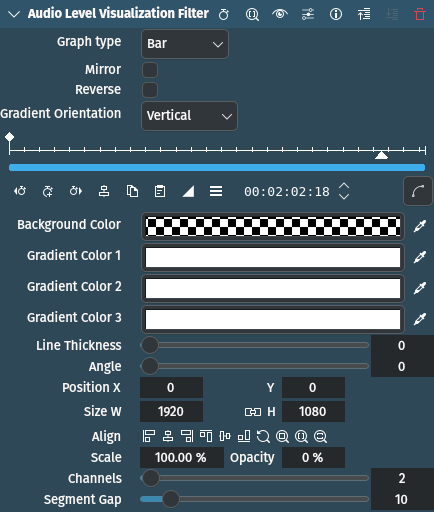 Audio Level Visualization Filter
Graph type Bar
Mirror
Reverse
Gradient Orientation Vertical
00:02:02:18
Background Color
Gradient Color 1
Gradient Color 2
Gradient Color 3
Line Thickness 0
Angle 0
Position X 0 Y 0
Size W 1920 H 1080
Align
Scale 100.00 % Opacity 0 %
Channels 2
Segment Gap 10